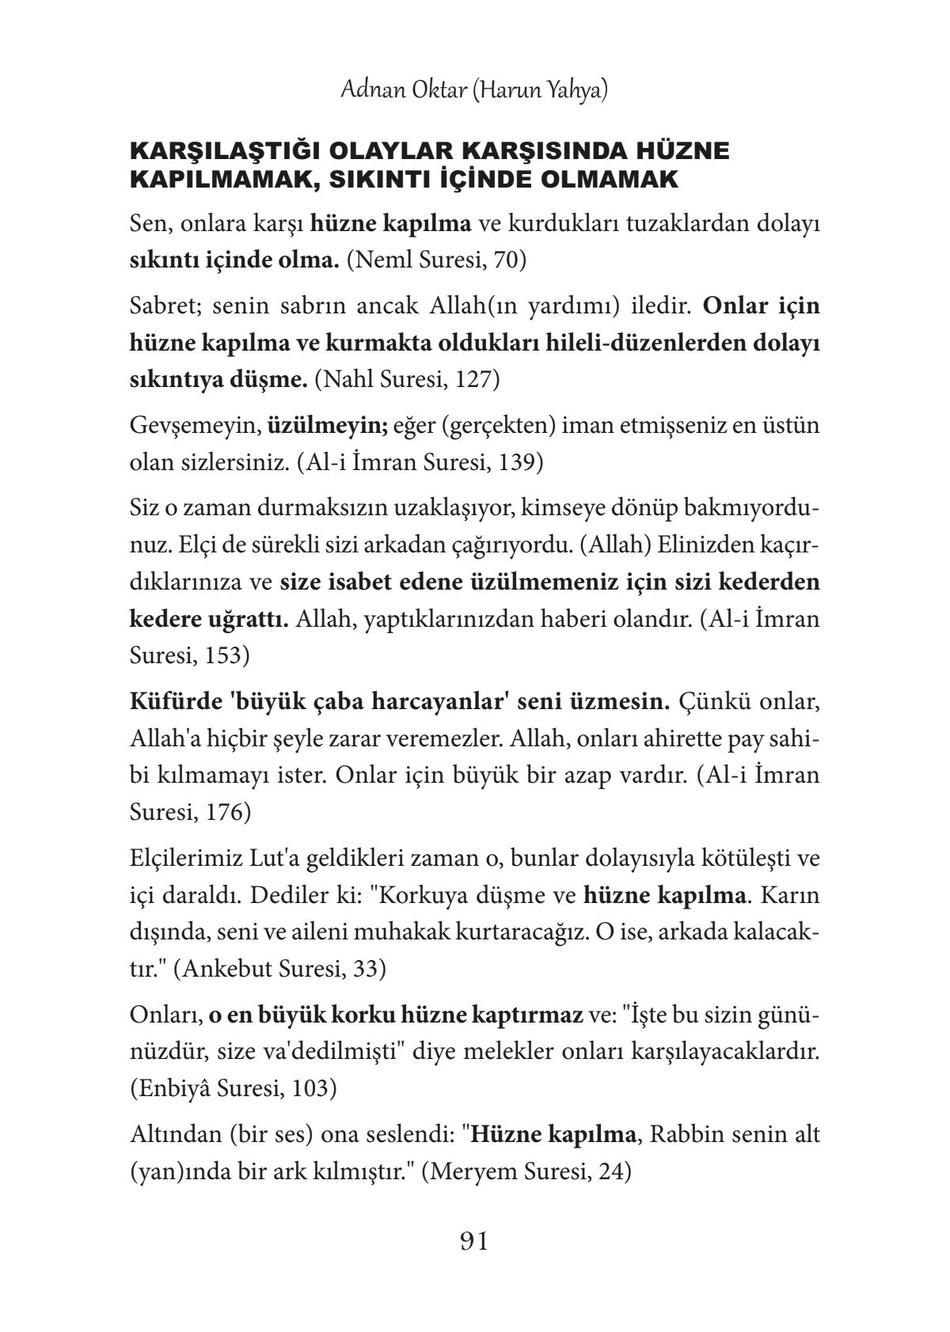 Adnan Oktar (Harun Yahya)
KARŞILAŞTIĞI OLAYLAR KARŞISINDA HÜZNE
KAPILMAMAK, SIKINTI İÇİNDE OLMAMAK
Sen, onlara karşı hüzne kapılma ve kurdukları tuzaklardan dolayı
sıkıntı içinde olma. (Neml Suresi, 70)
Sabret; senin sabrın ancak Allah(ın yardımı) iledir. Onlar için
hüzne kapılma ve kurmakta oldukları hileli-düzenlerden dolayı
sıkıntıya düşme. (Nahl Suresi, 127)
Gevşemeyin, üzülmeyin; eğer (gerçekten) iman etmişseniz en üstün
olan sizlersiniz. (Al-i İmran Suresi, 139)
Siz o zaman durmaksızın uzaklaşıyor, kimseye dönüp bakmıyordu-
nuz. Elçi de sürekli sizi arkadan çağırıyordu. (Allah) Elinizden kaçır-
dıklarınıza ve size isabet edene üzülmemeniz için sizi kederden
kedere uğrattı. Allah, yaptıklarınızdan haberi olandır. (Al-i İmran
Suresi, 153)
Küfürde 'büyük çaba harcayanlar' seni üzmesin. Çünkü onlar,
Allah'a hiçbir şeyle zarar veremezler. Allah, onları ahirette pay sahi-
bi kılmamayı ister. Onlar için büyük bir azap vardır. (Al-i İmran
Suresi, 176)
Elçilerimiz Lut'a geldikleri zaman o, bunlar dolayısıyla kötüleşti ve
içi daraldı. Dediler ki: "Korkuya düşme ve hüzne kapılma. Karın
dışında, seni ve aileni muhakak kurtaracağız. O ise, arkada kalacak-
tır." (Ankebut Suresi, 33)
Onları, o en büyük korku hüzne kaptırmaz ve: "İşte bu sizin günü-
nüzdür, size va'dedilmişti" diye melekler onları karşılayacaklardır.
(Enbiyâ Suresi, 103)
Altından (bir ses) ona seslendi: "Hüzne kapılma, Rabbin senin alt
(yan)ında bir ark kılmıştır." (Meryem Suresi, 24)
91